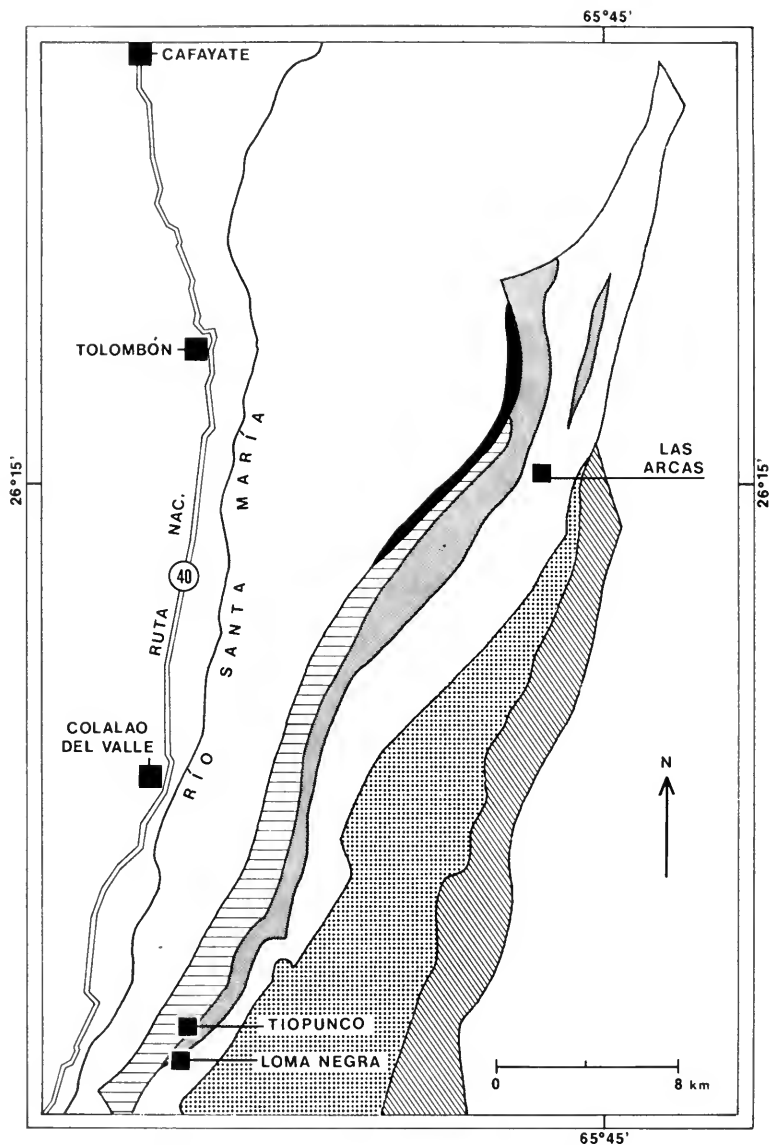 65°45'
CAFAYATE
TOLOMBÓN
LAS
ARCAS
26°15'
26°15'
RUTA NAC.
40
RÍO SANTA MARÍA
COLALAO
DEL VALLE
N
TIOPUNCO
LOMA NEGRA
0 8 km
65°45'